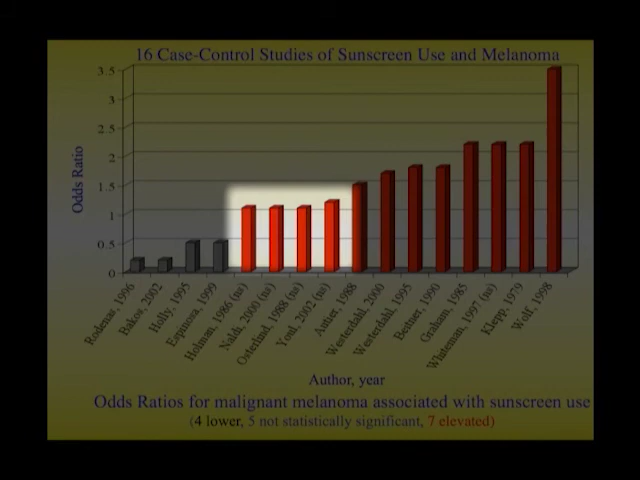 16 Case-Control Studies of Sunscreen Use and Melanoma
3.5
3
2.5
2
1.5
1
0.5
0
Odds Ratio
Rodenas, 1996
Bakos, 2002
Holly, 1995
Espinosa, 1999
Holman, 1986 (ns)
Naldi, 2000 (ns)
Osterlind, 1988 (ns)
Youl, 2002 (ns)
Autier, 1988
Westerdahl, 2000
Westerdahl, 1995
Beitner, 1990
Graham, 1985
Whiteman, 1997 (ns)
Klepp, 1979
Wolf, 1998
Author, year
Odds Ratios for malignant melanoma associated with sunscreen use
(4 lower, 5 not statistically significant, 7 elevated)